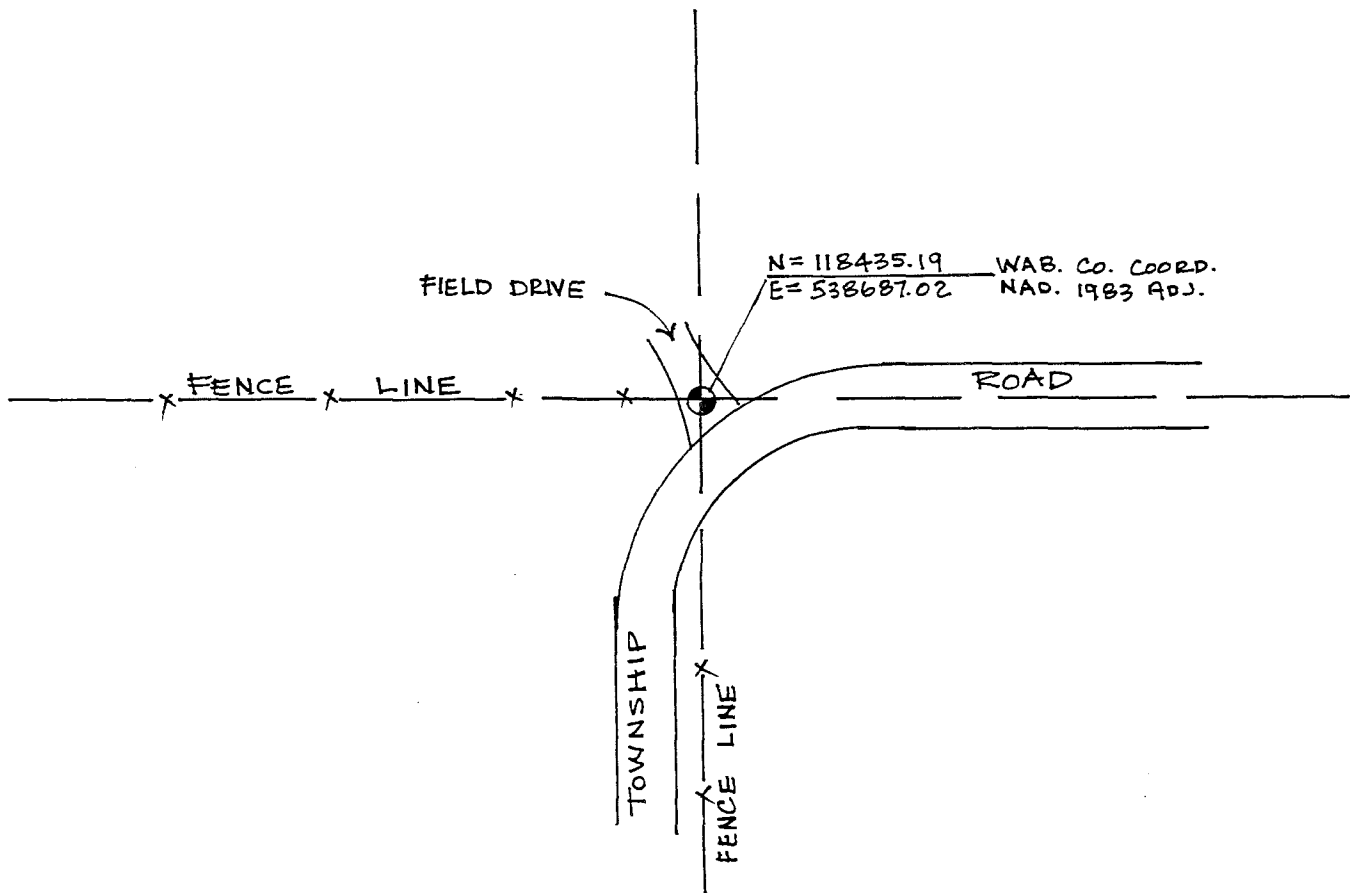 N= 118435.19 WAB. CO. COORD.
E= 538687.02 NAD. 1983 ADJ.
FIELD DRIVE
FENCE LINE
ROAD
TOWNSHIP
FENCE LINE